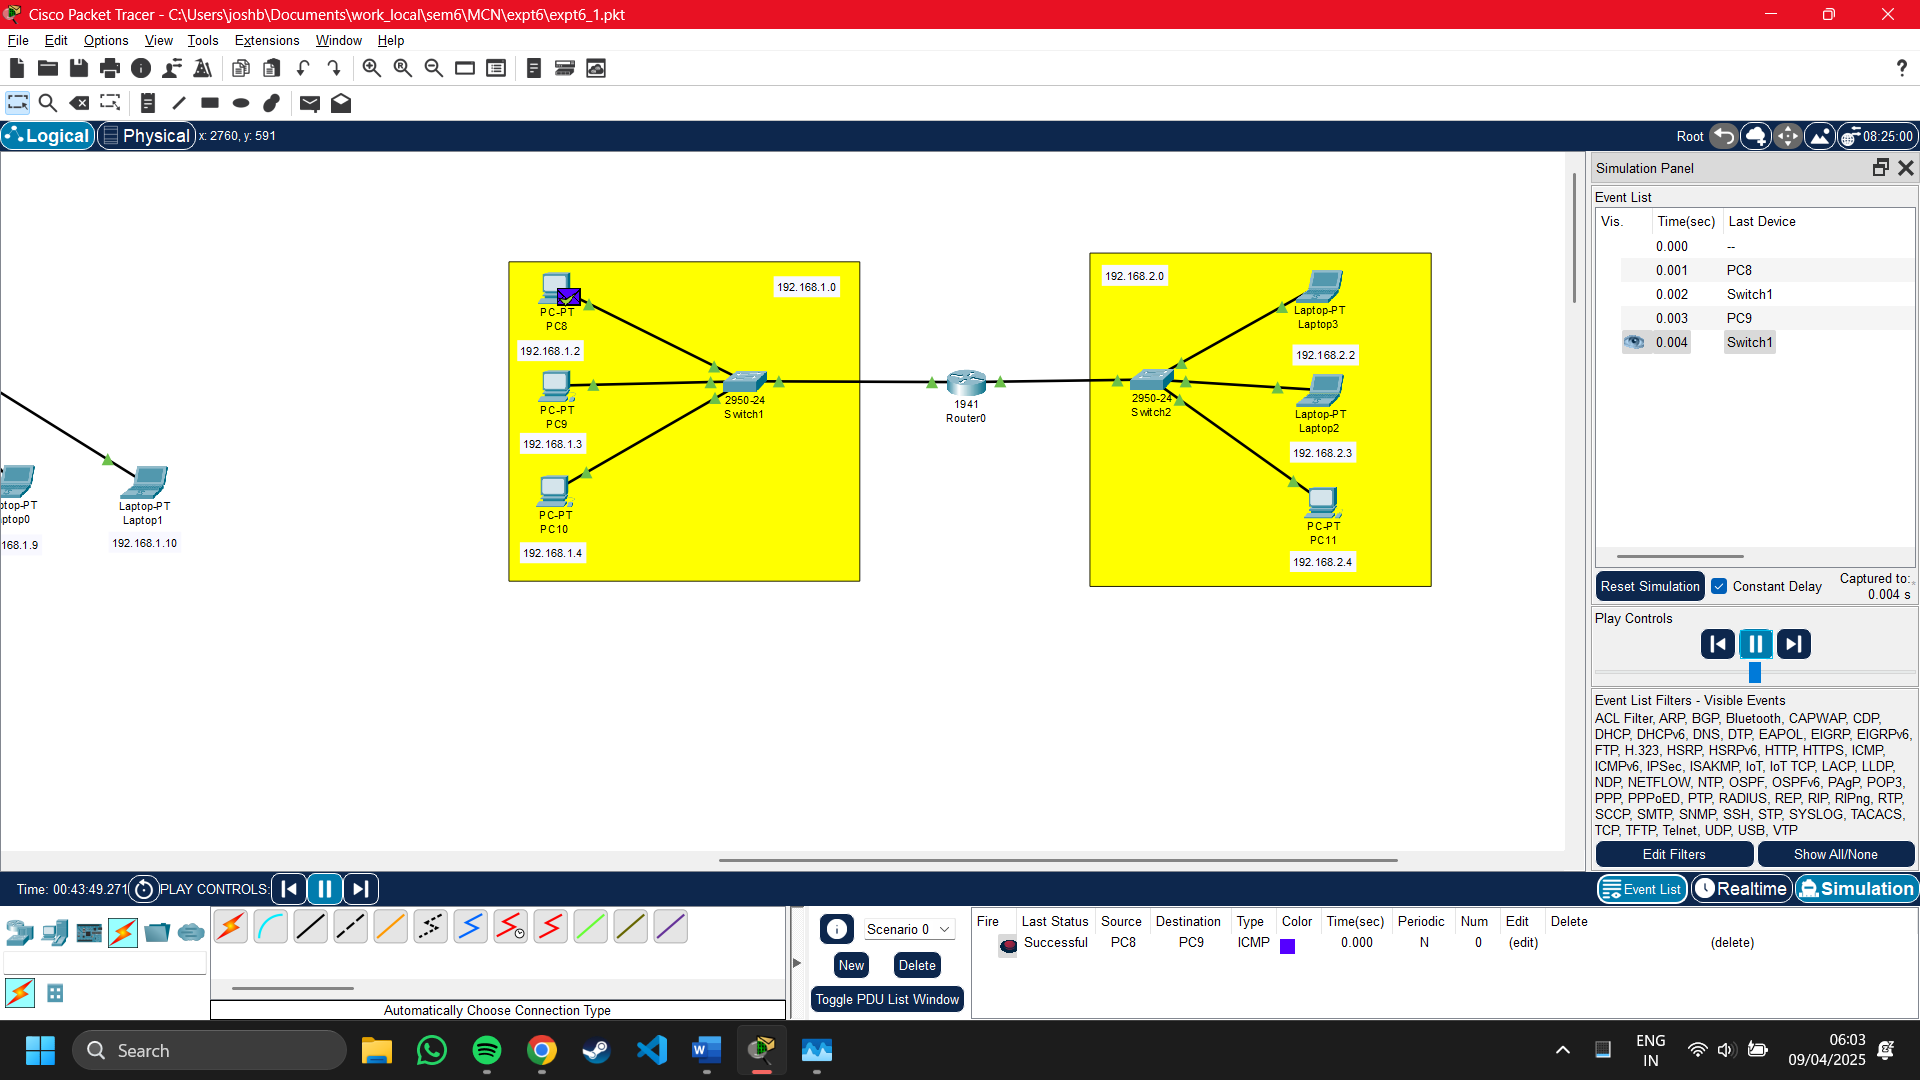 Cisco Packet Tracer - C:\Users\joshb\Documents\work_local\sem6\MCN\expt6\expt6_1.pkt
File Edit Options View Tools Extensions Window Help
?
Logical Physical x: 2760, y: 591
Root 08:25:00
192.168.1.0
PC-PT
PC8
192.168.1.2
PC-PT
PC9
192.168.1.3
PC-PT
PC10
192.168.1.4
2950-24
Switch1
1941
Router0
192.168.2.0
2950-24
Switch2
Laptop-PT
Laptop3
192.168.2.2
Laptop-PT
Laptop2
192.168.2.3
PC-PT
PC11
192.168.2.4
ptop-PT
ptop0
168.1.9
Laptop-PT
Laptop1
192.168.1.10
Simulation Panel
Event List
Vis. Time(sec) Last Device
0.000 --
0.001 PC8
0.002 Switch1
0.003 PC9
0.004 Switch1
Reset Simulation Constant Delay Captured to:
0.004 s
Play Controls
Event List Filters - Visible Events
ACL Filter, ARP, BGP, Bluetooth, CAPWAP, CDP,
DHCP, DHCPv6, DNS, DTP, EAPOL, EIGRP, EIGRPv6,
FTP, H.323, HSRP, HSRPv6, HTTP, HTTPS, ICMP,
ICMPv6, IPSec, ISAKMP, IoT, IoT TCP, LACP, LLDP,
NDP, NETFLOW, NTP, OSPF, OSPFv6, PAgP, POP3,
PPP, PPPoED, PTP, RADIUS, REP, RIP, RIPng, RTP,
SCCP, SMTP, SNMP, SSH, STP, SYSLOG, TACACS,
TCP, TFTP, Telnet, UDP, USB, VTP
Edit Filters Show All/None
Time: 00:43:49.271 PLAY CONTROLS:
Event List Realtime Simulation
Scenario 0
New Delete
Toggle PDU List Window
Automatically Choose Connection Type
Fire Last Status Source Destination Type Color Time(sec) Periodic Num Edit Delete
Successful PC8 PC9 ICMP 0.000 N 0 (edit) (delete)
Search
ENG
IN
06:03
09/04/2025